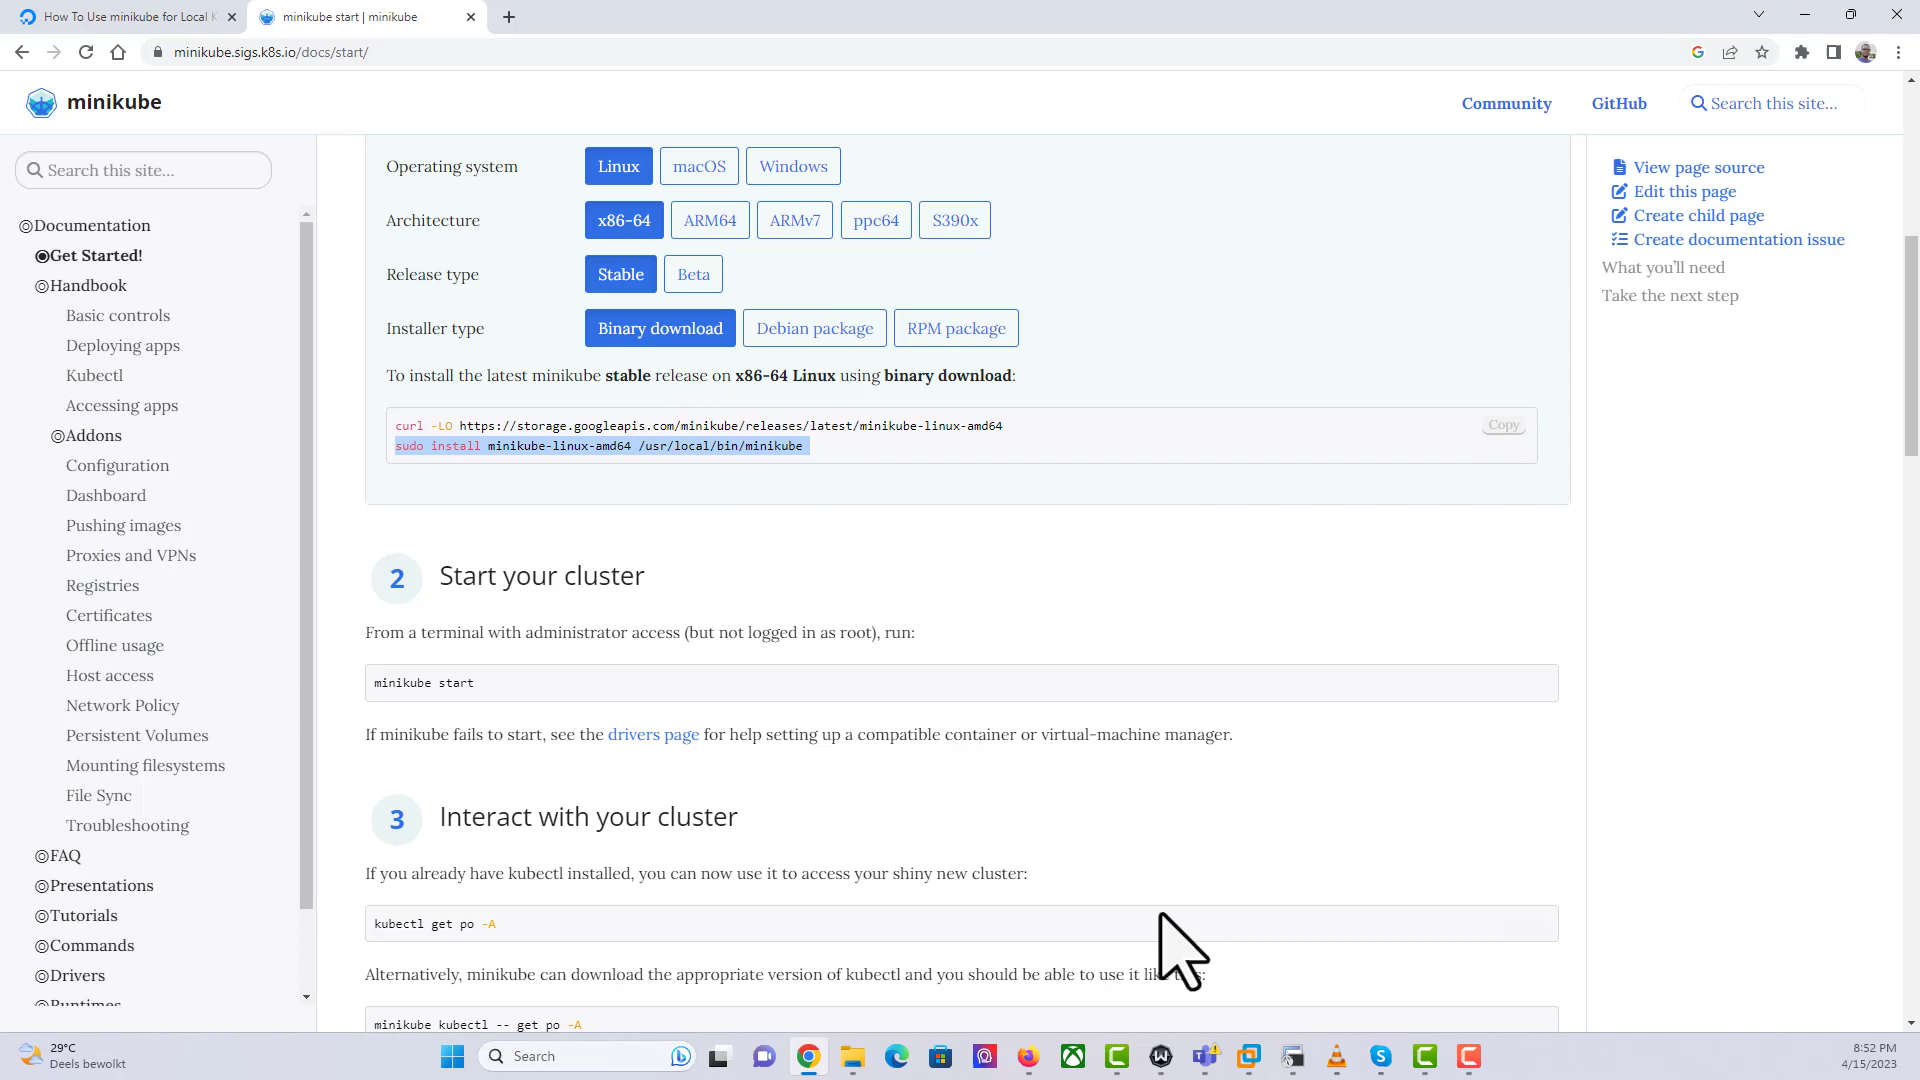 How To Use minikube for Local K
minikube start | minikube
minikube.sigs.k8s.io/docs/start/
minikube
Community
GitHub
Search this site...
Search this site...
Documentation
Get Started!
Handbook
Basic controls
Deploying apps
Kubectl
Accessing apps
Addons
Configuration
Dashboard
Pushing images
Proxies and VPNs
Registries
Certificates
Offline usage
Host access
Network Policy
Persistent Volumes
Mounting filesystems
File Sync
Troubleshooting
FAQ
Presentations
Tutorials
Commands
Drivers
Runtimes
Operating system
Linux
macOS
Windows
Architecture
x86-64
ARM64
ARMv7
ppc64
S390x
Release type
Stable
Beta
Installer type
Binary download
Debian package
RPM package
To install the latest minikube stable release on x86-64 Linux using binary download:
curl -LO https://storage.googleapis.com/minikube/releases/latest/minikube-linux-amd64
sudo install minikube-linux-amd64 /usr/local/bin/minikube
Copy
2
Start your cluster
From a terminal with administrator access (but not logged in as root), run:
minikube start
If minikube fails to start, see the drivers page for help setting up a compatible container or virtual-machine manager.
3
Interact with your cluster
If you already have kubectl installed, you can now use it to access your shiny new cluster:
kubectl get po -A
Alternatively, minikube can download the appropriate version of kubectl and you should be able to use it
minikube kubectl -- get po -A
View page source
Edit this page
Create child page
Create documentation issue
What you'll need
Take the next step
29°C
Deels bewolkt
Search
8:52 PM
4/15/2023